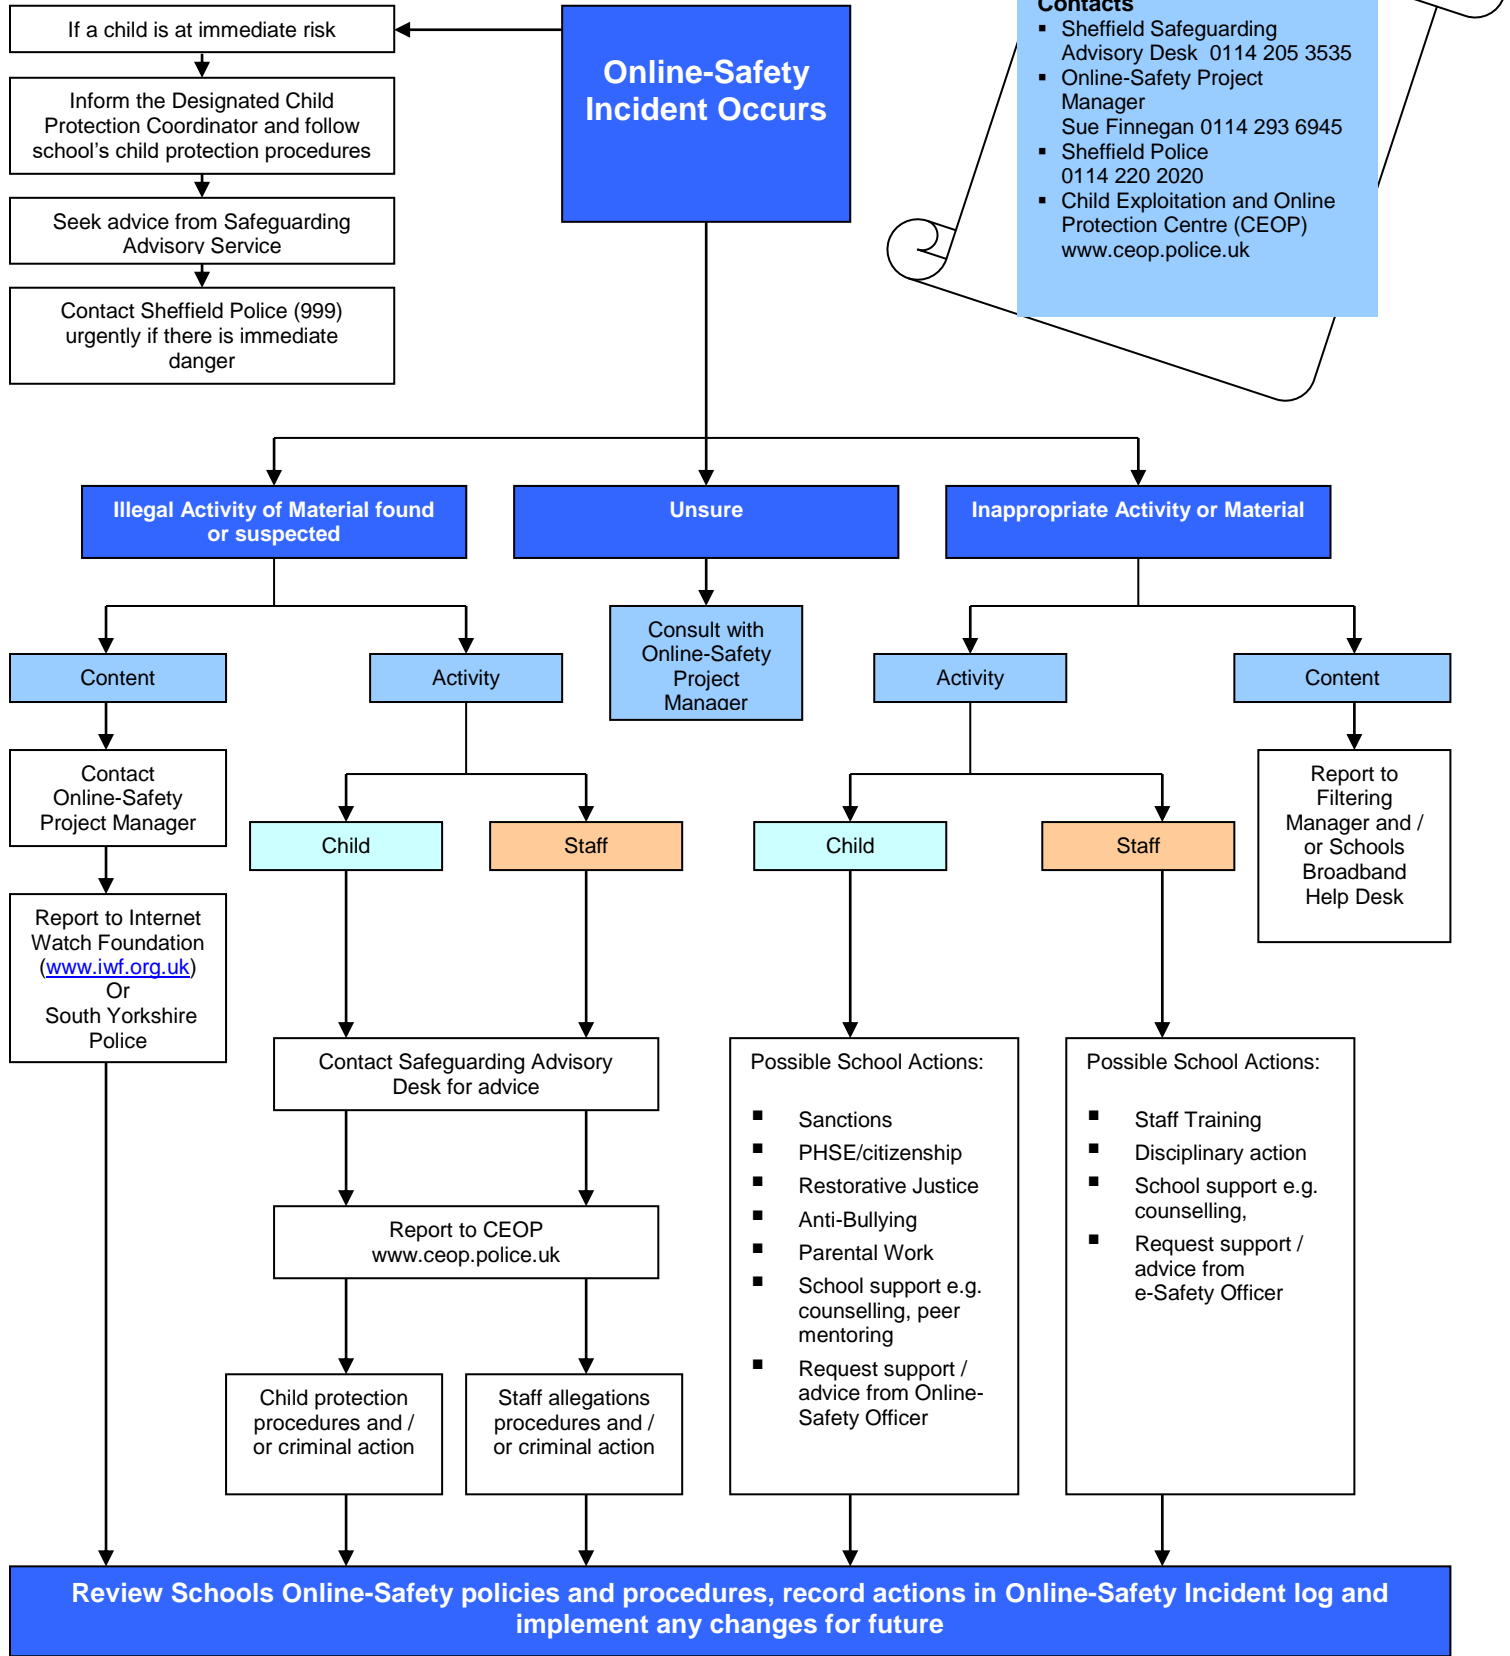 If a child is at immediate risk
Inform the Designated Child
Protection Coordinator and follow
school’s child protection procedures
Seek advice from Safeguarding
Advisory Service
Contact Sheffield Police (999)
urgently if there is immediate
danger
Online-Safety
Incident Occurs
Contacts
▪ Sheffield Safeguarding
Advisory Desk 0114 205 3535
▪ Online-Safety Project
Manager
Sue Finnegan 0114 293 6945
▪ Sheffield Police
0114 220 2020
▪ Child Exploitation and Online
Protection Centre (CEOP)
www.ceop.police.uk
Illegal Activity of Material found
or suspected
Unsure
Inappropriate Activity or Material
Content
Activity
Consult with
Online-Safety
Project
Manager
Activity
Content
Contact
Online-Safety
Project Manager
Report to Internet
Watch Foundation
(www.iwf.org.uk)
Or
South Yorkshire
Police
Child
Staff
Child
Staff
Report to
Filtering
Manager and /
or Schools
Broadband
Help Desk
Contact Safeguarding Advisory
Desk for advice
Report to CEOP
www.ceop.police.uk
Child protection
procedures and /
or criminal action
Staff allegations
procedures and /
or criminal action
Possible School Actions:
▪ Sanctions
▪ PHSE/citizenship
▪ Restorative Justice
▪ Anti-Bullying
▪ Parental Work
▪ School support e.g.
counselling, peer
mentoring
▪ Request support /
advice from Online-
Safety Officer
Possible School Actions:
▪ Staff Training
▪ Disciplinary action
▪ School support e.g.
counselling,
▪ Request support /
advice from
e-Safety Officer
Review Schools Online-Safety policies and procedures, record actions in Online-Safety Incident log and
implement any changes for future